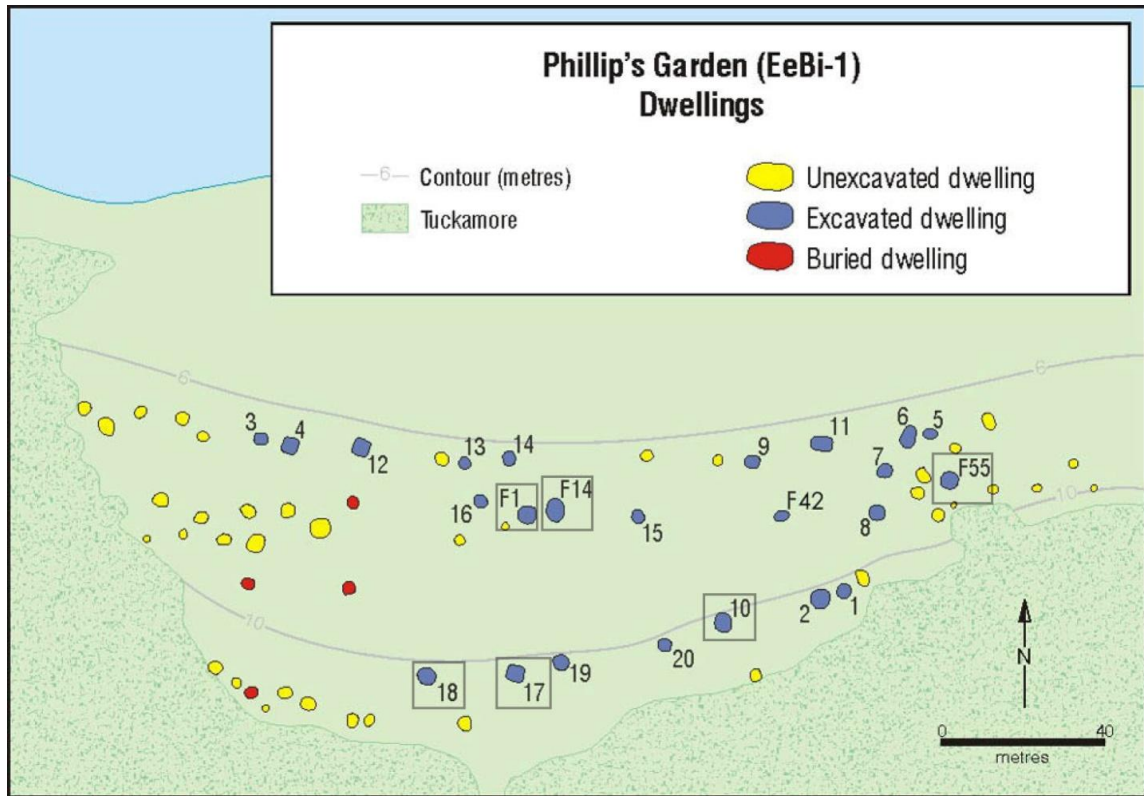 Phillip's Garden (EeBi-1)
Dwellings
6 Contour (metres)
Tuckamore
Unexcavated dwelling
Excavated dwelling
Buried dwelling
6
6
3
4
12
13
14
9
11
6
5
7
F55
16
F1
F14
15
F42
8
10
10
10
2
1
20
19
18
17
N
0 40
metres